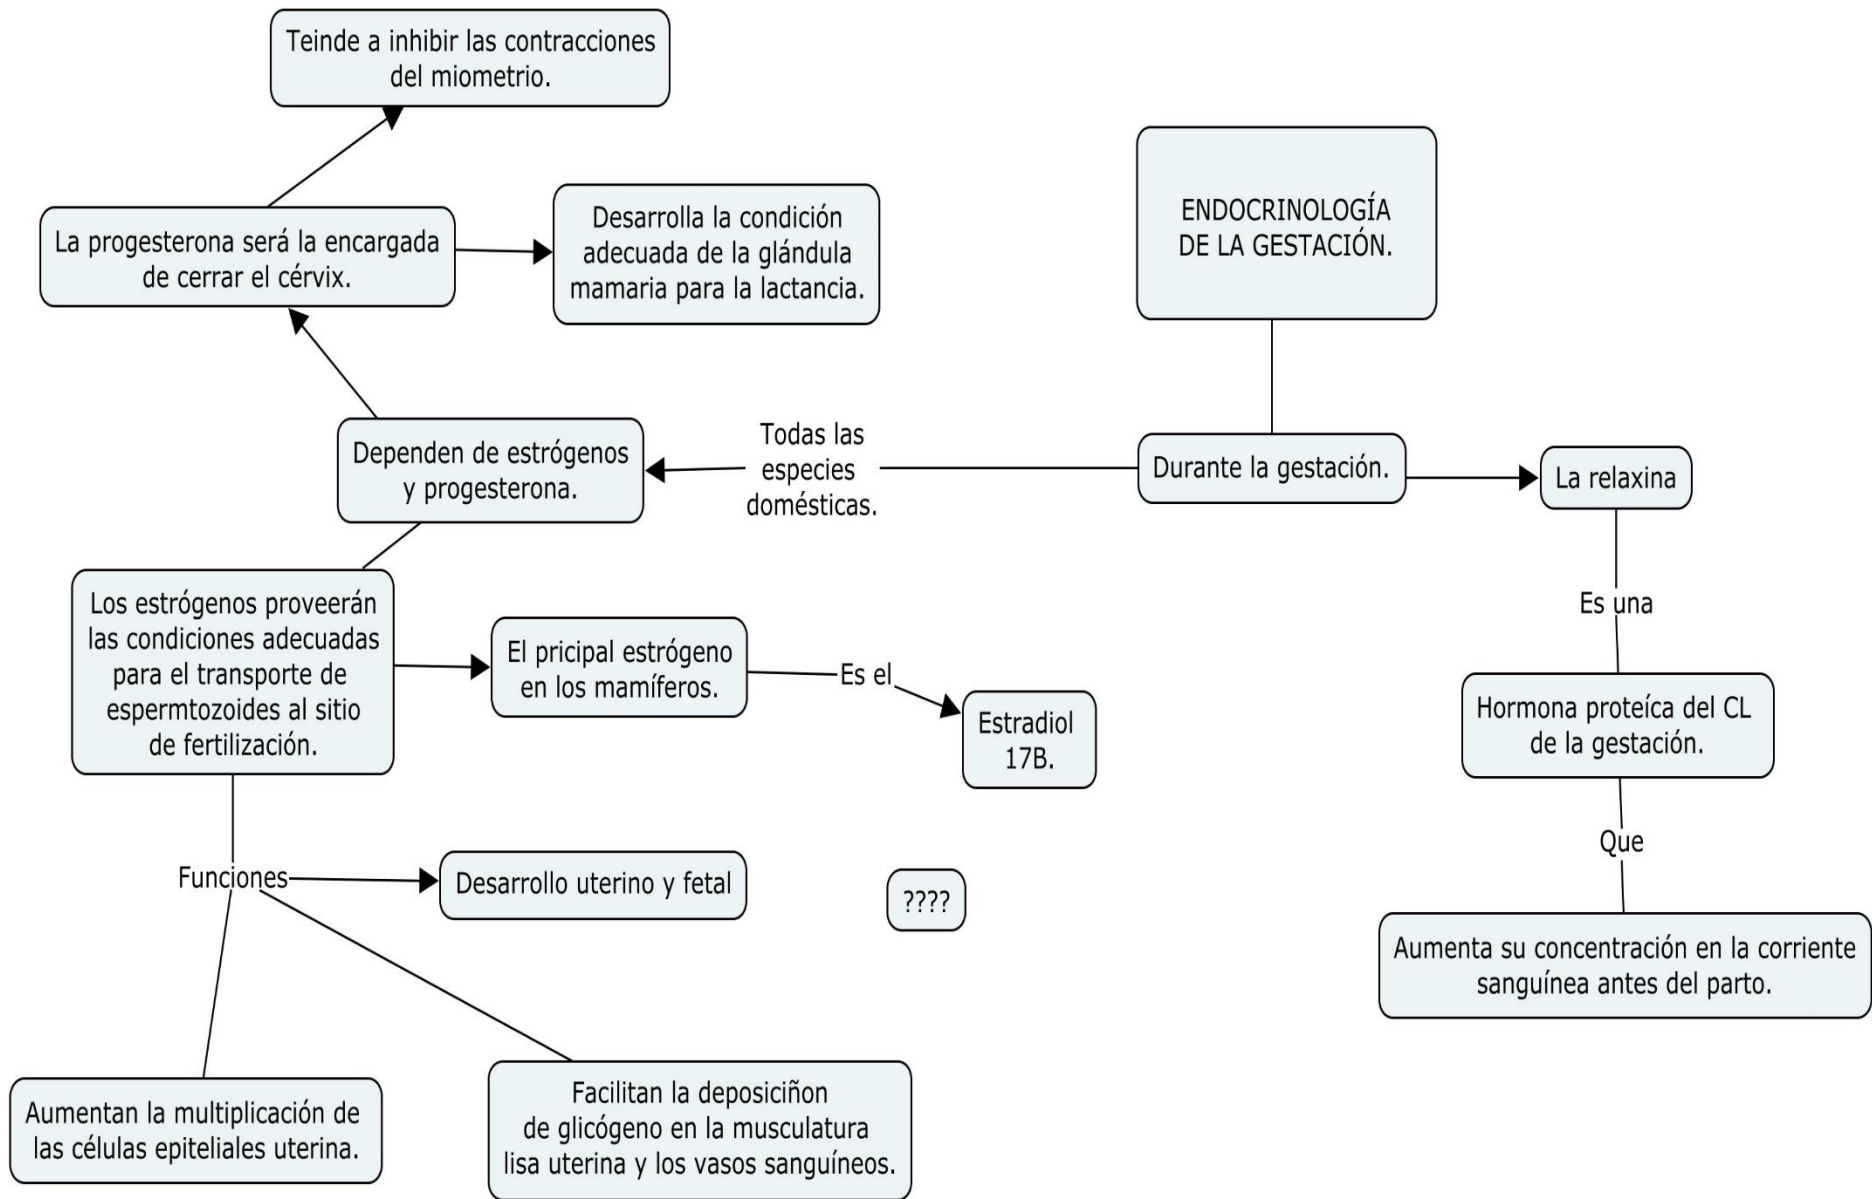 Teinde a inhibir las contracciones
del miometrio.
La progesterona será la encargada
de cerrar el cérvix.
Desarrolla la condición
adecuada de la glándula
mamaria para la lactancia.
ENDOCRINOLOGÍA
DE LA GESTACIÓN.
Dependen de estrógenos
y progesterona.
Todas las
especies
domésticas.
Durante la gestación.
La relaxina
Los estrógenos proveerán
las condiciones adecuadas
para el transporte de
espermtozoides al sitio
de fertilización.
El pricipal estrógeno
en los mamíferos.
Es el
Estradiol
17B.
Es una
Hormona proteíca del CL
de la gestación.
Que
Aumenta su concentración en la corriente
sanguínea antes del parto.
Funciones
Desarrollo uterino y fetal
????
Aumentan la multiplicación de
las células epiteliales uterina.
Facilitan la deposiciñon
de glicógeno en la musculatura
lisa uterina y los vasos sanguíneos.